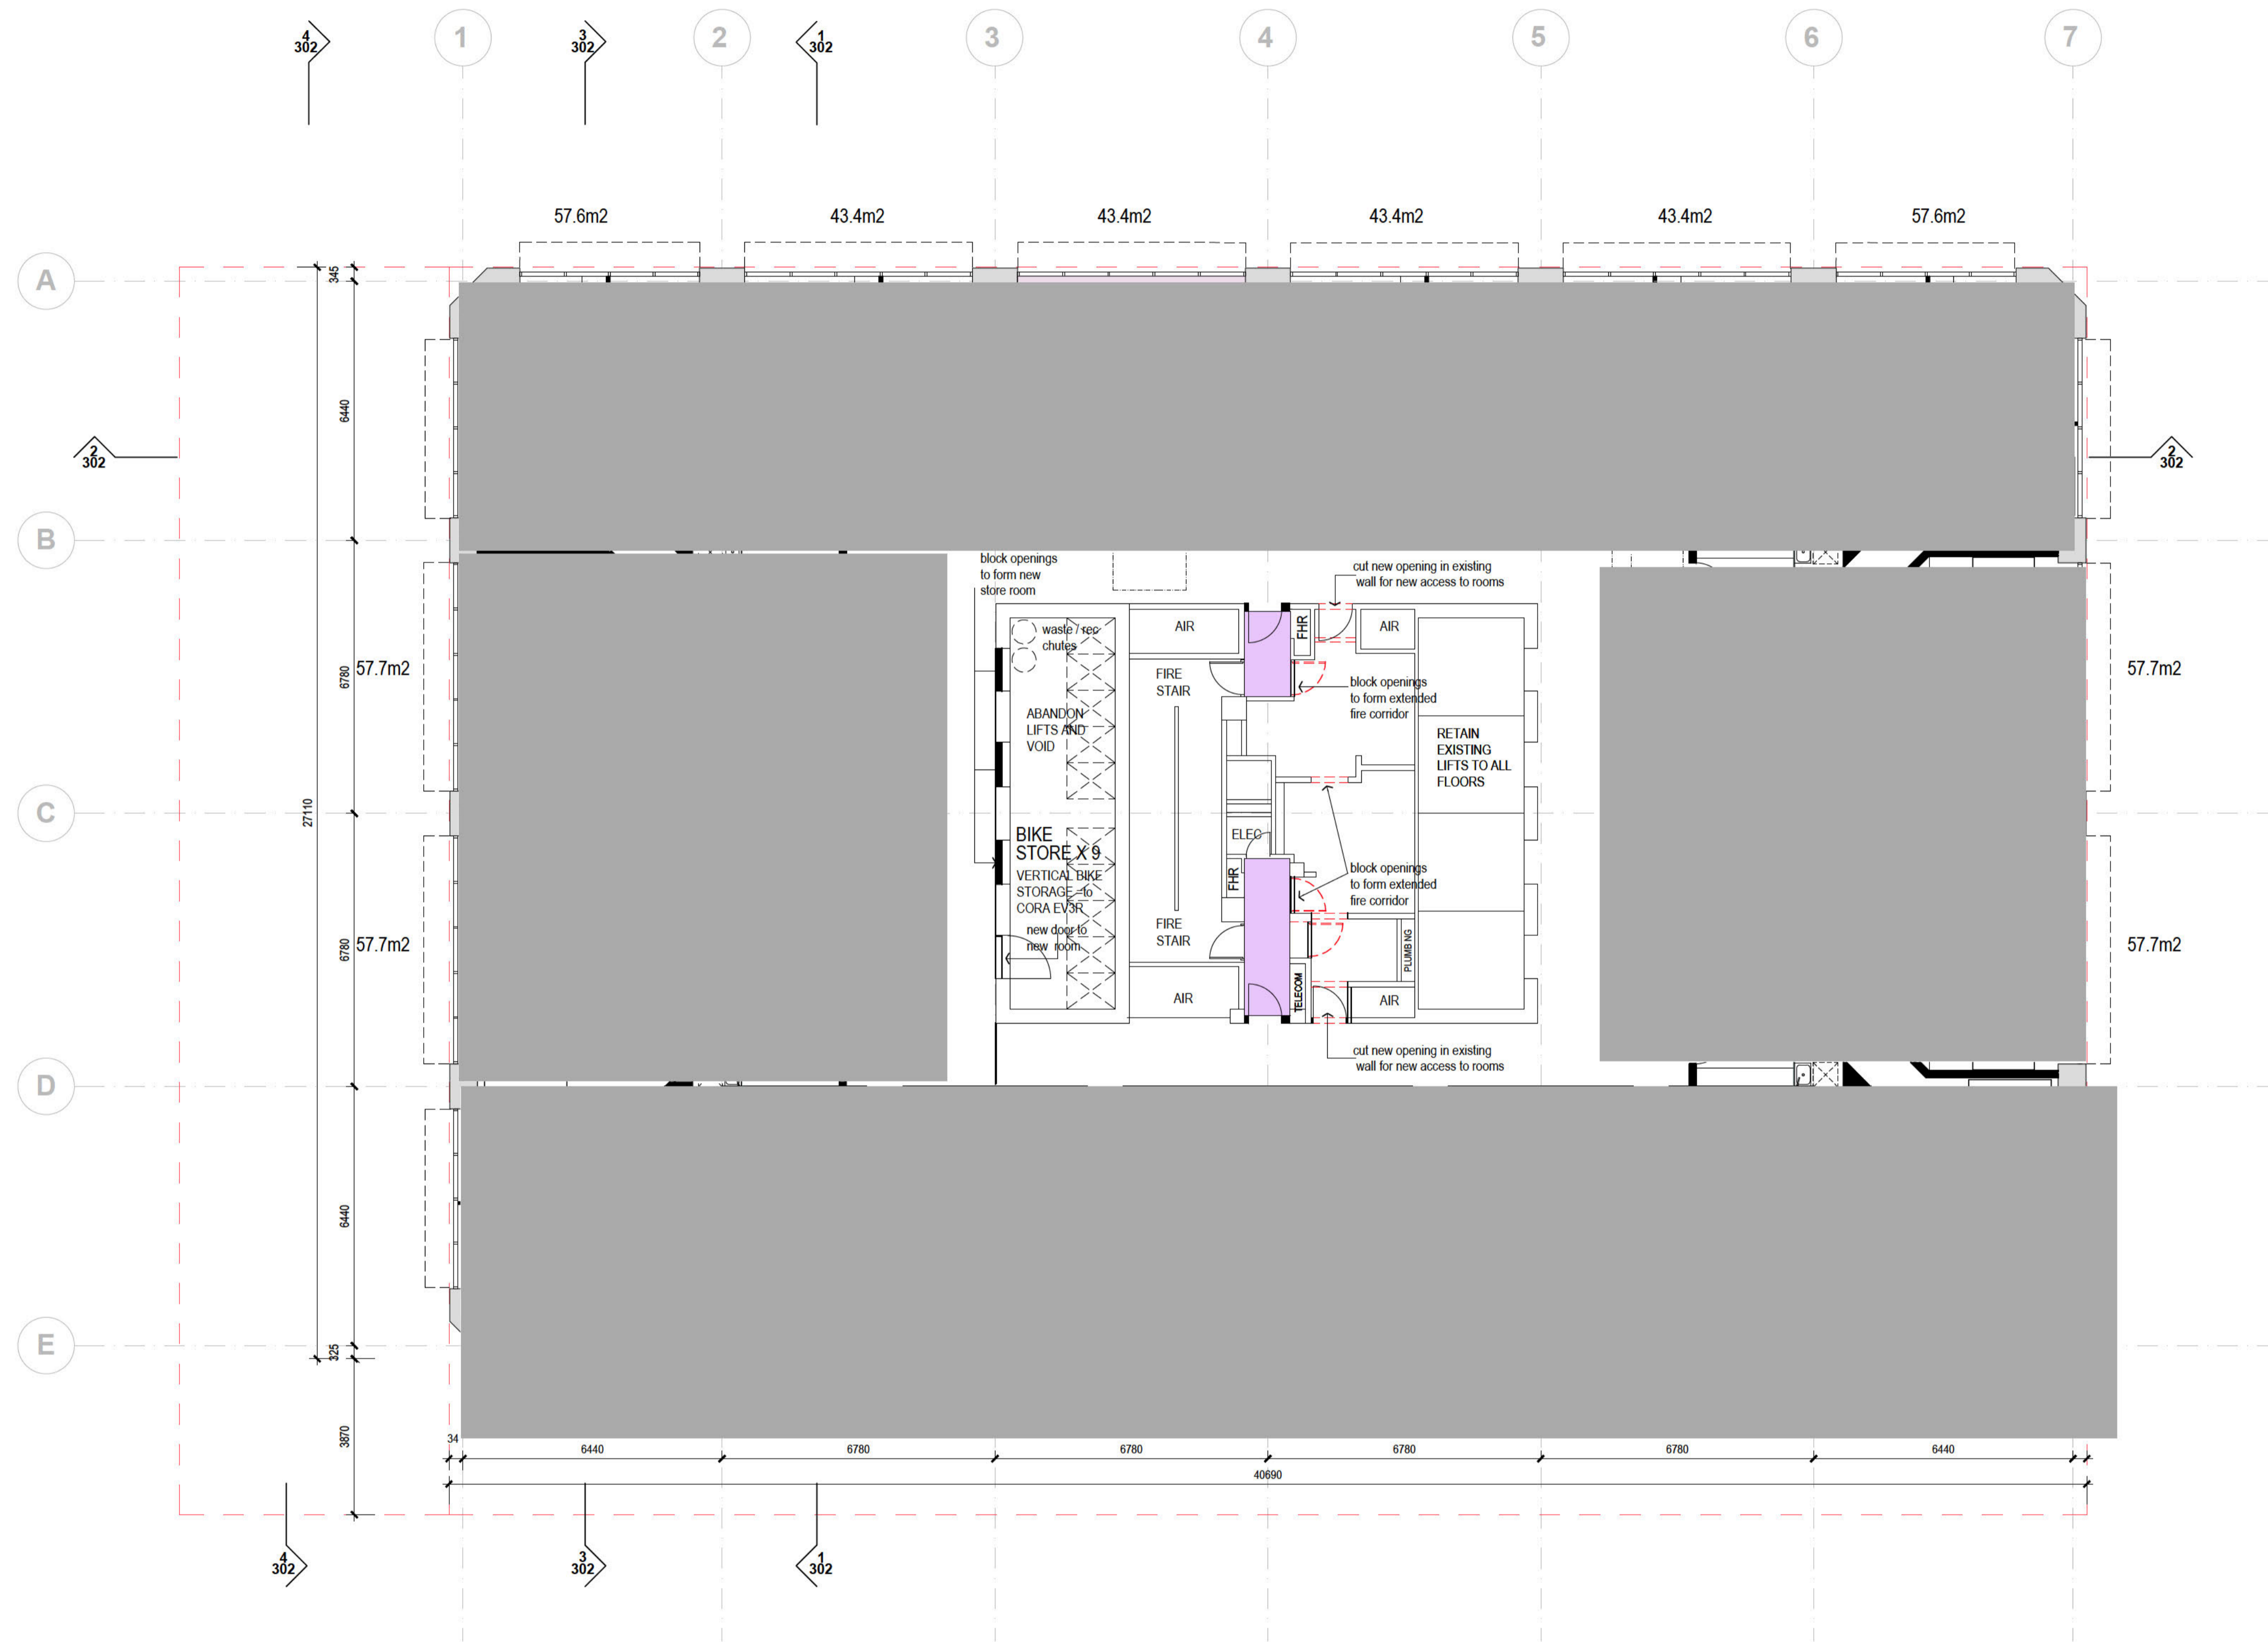 1
2
3
4
5
6
7
4
302
3
302
1
302
57.6m2
43.4m2
43.4m2
43.4m2
43.4m2
57.6m2
A
345
6440
2
302
2
302
B
block openings
to form new
store room
cut new opening in existing
wall for new access to rooms
waste / rec
chutes
AIR
FHR
AIR
6780
57.7m2
57.7m2
FIRE
STAIR
block openings
to form extended
fire corridor
ABANDON
LIFTS AND
VOID
RETAIN
EXISTING
LIFTS TO ALL
FLOORS
C
27110
BIKE
STORE X 9
ELEC
VERTICAL BIKE
STORAGE –to
CORA EV3R
FHR
block openings
to form extended
fire corridor
6780
57.7m2
57.7m2
new door to
new room
FIRE
STAIR
PLUMB NG
AIR
TELECOM
AIR
cut new opening in existing
wall for new access to rooms
D
6440
E
325
3870
34
6440
6780
6780
6780
6780
6440
40690
4
302
3
302
1
302